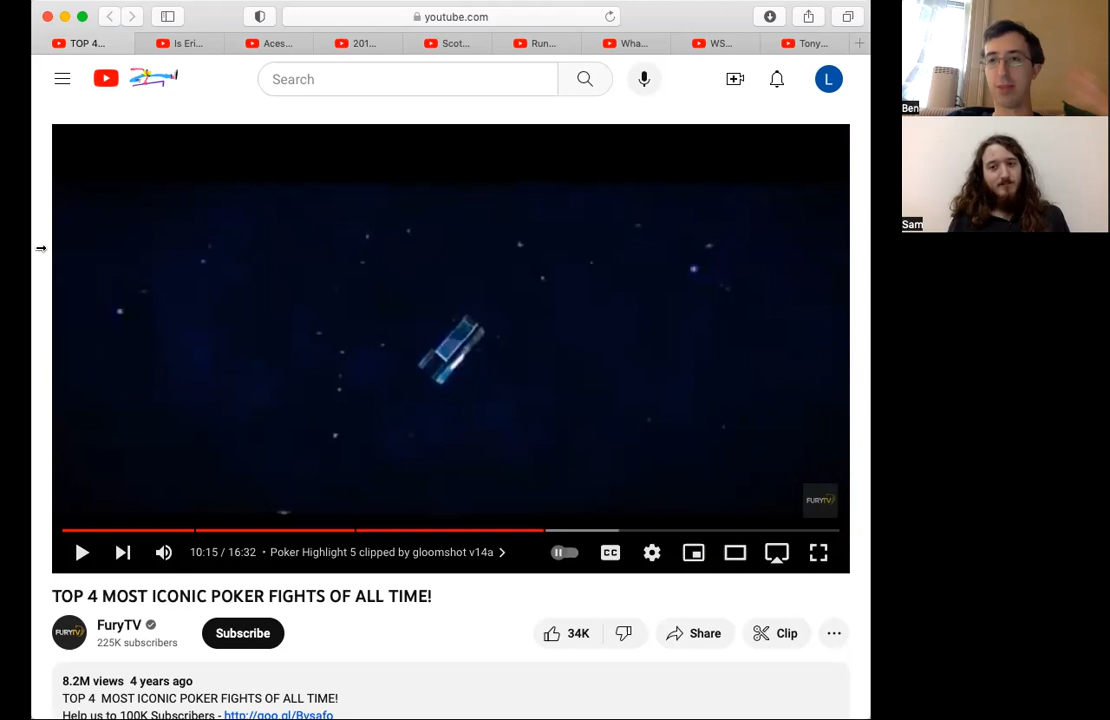 youtube.com
TOP 4...
Is Eri...
Aces...
201...
Scot...
Run...
Wha...
WS...
Tony...
Search
L
Ben
Sam
FURYTV
10:15 / 16:32 • Poker Highlight 5 clipped by gloomshot v14a
CC
TOP 4 MOST ICONIC POKER FIGHTS OF ALL TIME!
FURYTV
FuryTV
225K subscribers
Subscribe
34K
Share
Clip
8.2M views 4 years ago
TOP 4 MOST ICONIC POKER FIGHTS OF ALL TIME!
Help us to 100K Subscribers - http://goo.gl/Bysafo